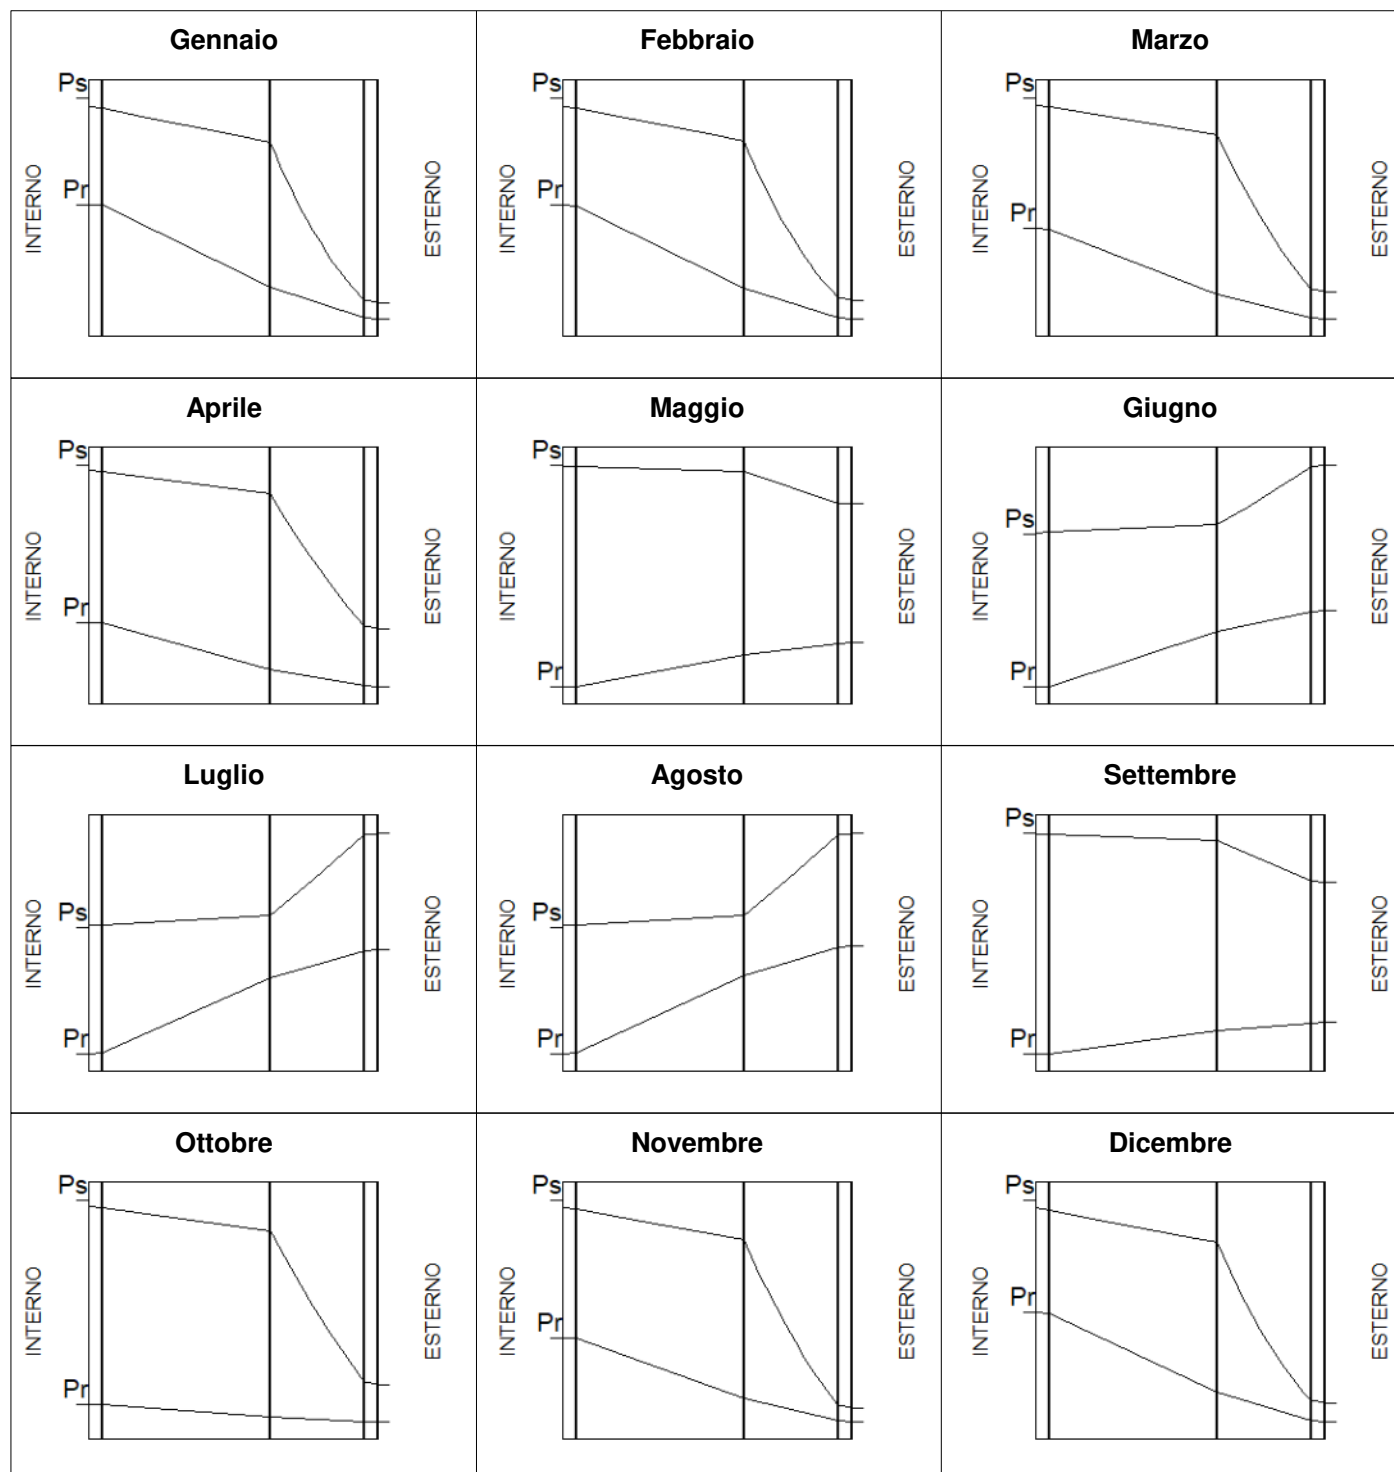 Gennaio
Ps
Pr
INTERNO
ESTERNO
Febbraio
Ps
Pr
INTERNO
ESTERNO
Marzo
Ps
Pr
INTERNO
ESTERNO
Aprile
Ps
Pr
INTERNO
ESTERNO
Maggio
Ps
Pr
INTERNO
ESTERNO
Giugno
Ps
Pr
INTERNO
ESTERNO
Luglio
Ps
Pr
INTERNO
ESTERNO
Agosto
Ps
Pr
INTERNO
ESTERNO
Settembre
Ps
Pr
INTERNO
ESTERNO
Ottobre
Ps
Pr
INTERNO
ESTERNO
Novembre
Ps
Pr
INTERNO
ESTERNO
Dicembre
Ps
Pr
INTERNO
ESTERNO